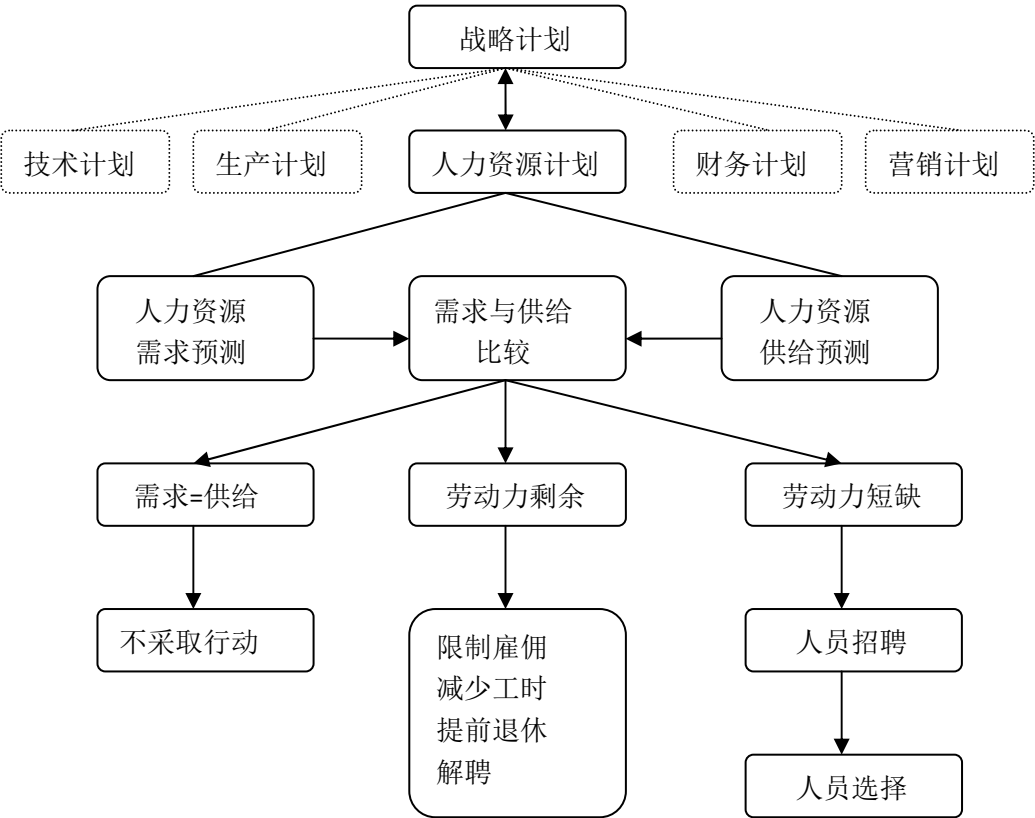 战略计划
技术计划
生产计划
人力资源计划
财务计划
营销计划
人力资源
需求预测
需求与供给
比较
人力资源
供给预测
需求=供给
劳动力剩余
劳动力短缺
不采取行动
限制雇佣
减少工时
提前退休
解聘
人员招聘
人员选择